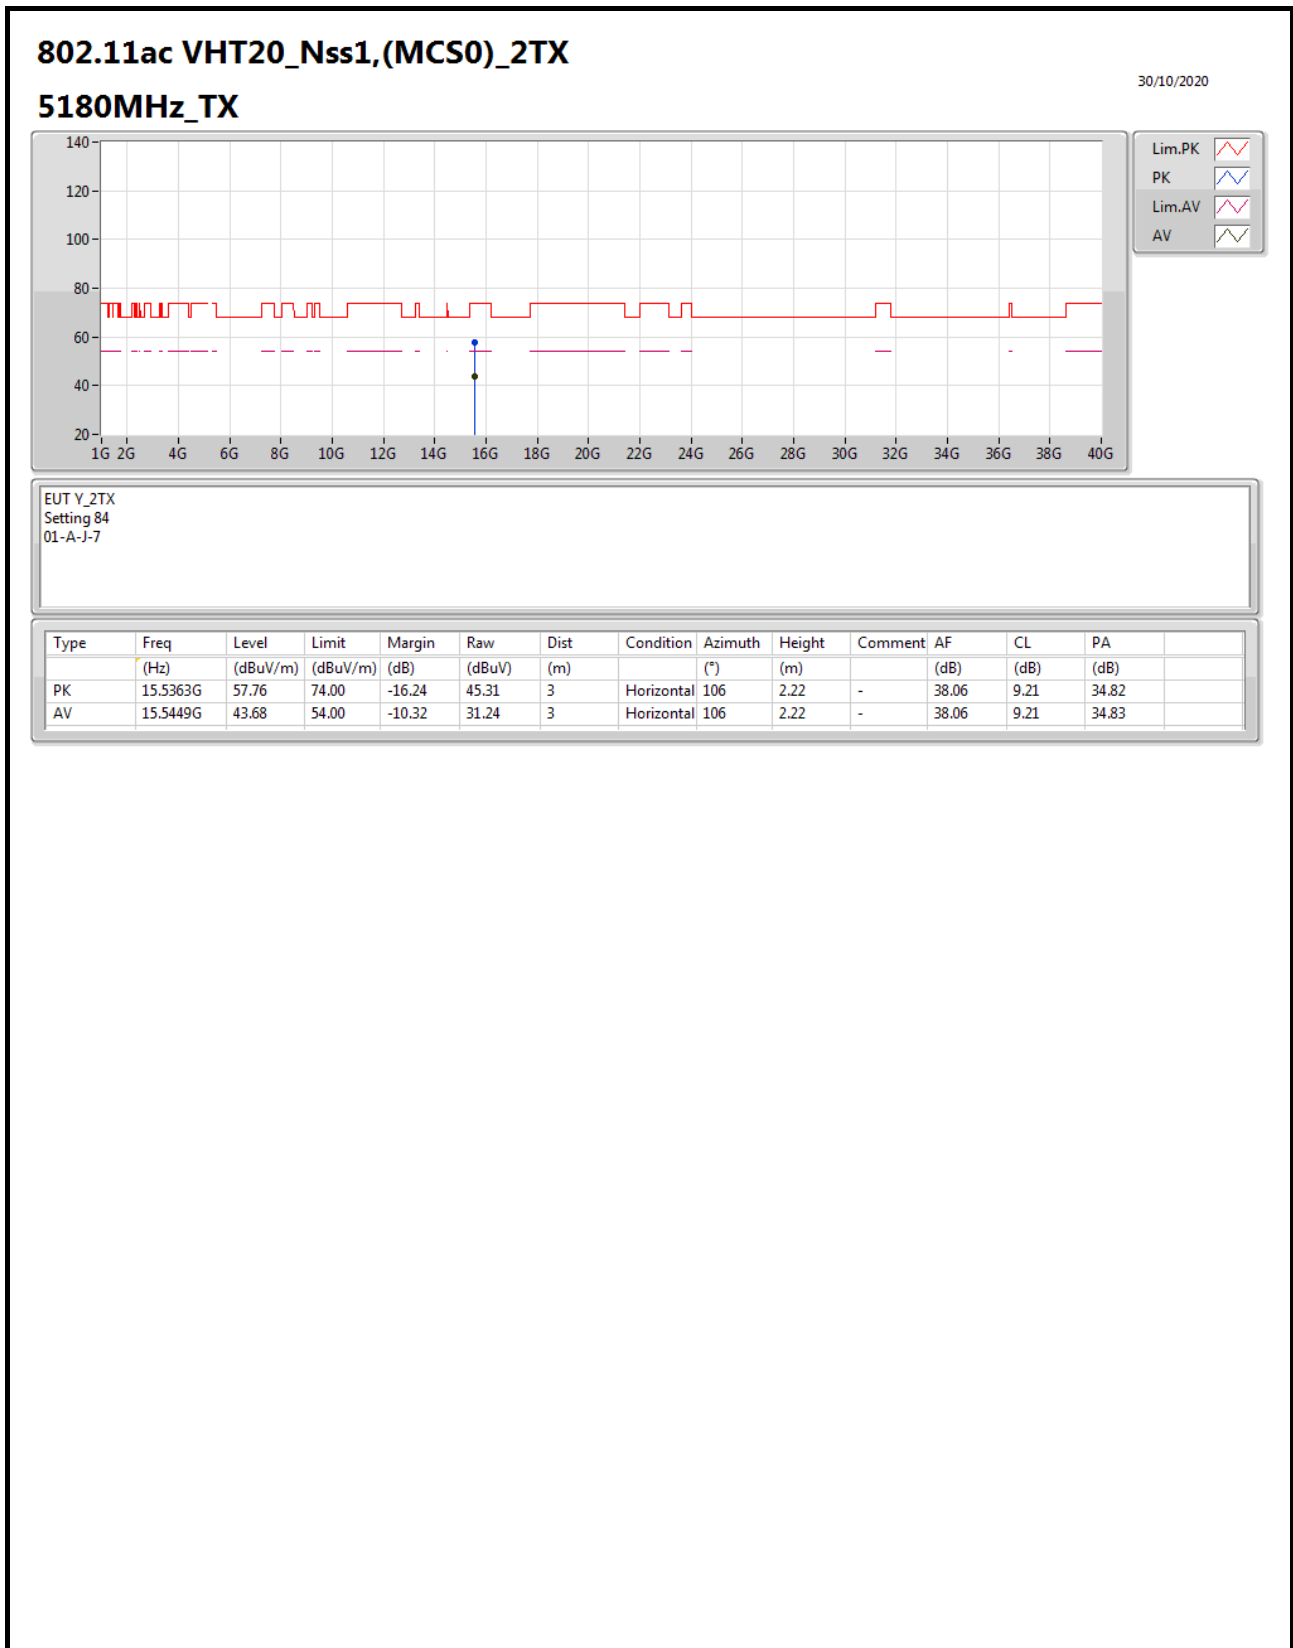 802.11ac VHT20_Nss1,(MCS0)_2TX
30/10/2020
5180MHz_TX
140
120
100
80
60
40
20
1G 2G 4G 6G 8G 10G 12G 14G 16G 18G 20G 22G 24G 26G 28G 30G 32G 34G 36G 38G 40G
Lim.PK
PK
Lim.AV
AV
EUT Y_2TX
Setting 84
01-A-J-7
Type Freq Level Limit Margin Raw Dist Condition Azimuth Height Comment AF CL PA
(Hz) (dBuV/m) (dBuV/m) (dB) (dBuV) (m) (°) (m) (dB) (dB) (dB)
PK 15.5363G 57.76 74.00 -16.24 45.31 3 Horizontal 106 2.22 - 38.06 9.21 34.82
AV 15.5449G 43.68 54.00 -10.32 31.24 3 Horizontal 106 2.22 - 38.06 9.21 34.83